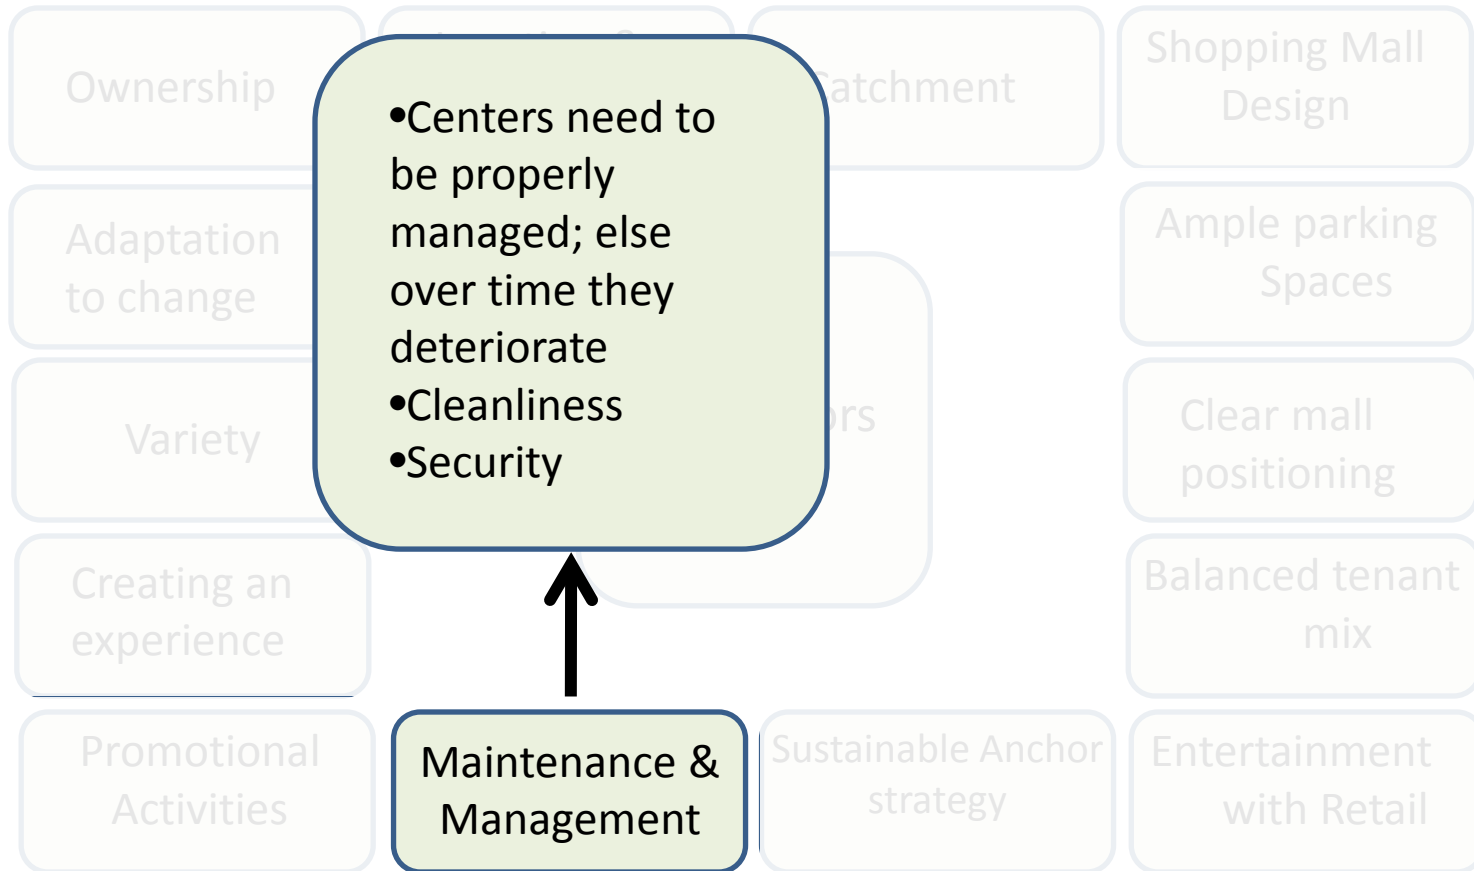 Ownership
Catchment
Shopping Mall
Design
•Centers need to
be properly
managed; else
over time they
deteriorate
•Cleanliness
•Security
Adaptation
to change
Ample parking
Spaces
Variety
Clear mall
positioning
Creating an
experience
Balanced tenant
mix
Promotional
Activities
Maintenance &
Management
Sustainable Anchor
strategy
Entertainment
with Retail